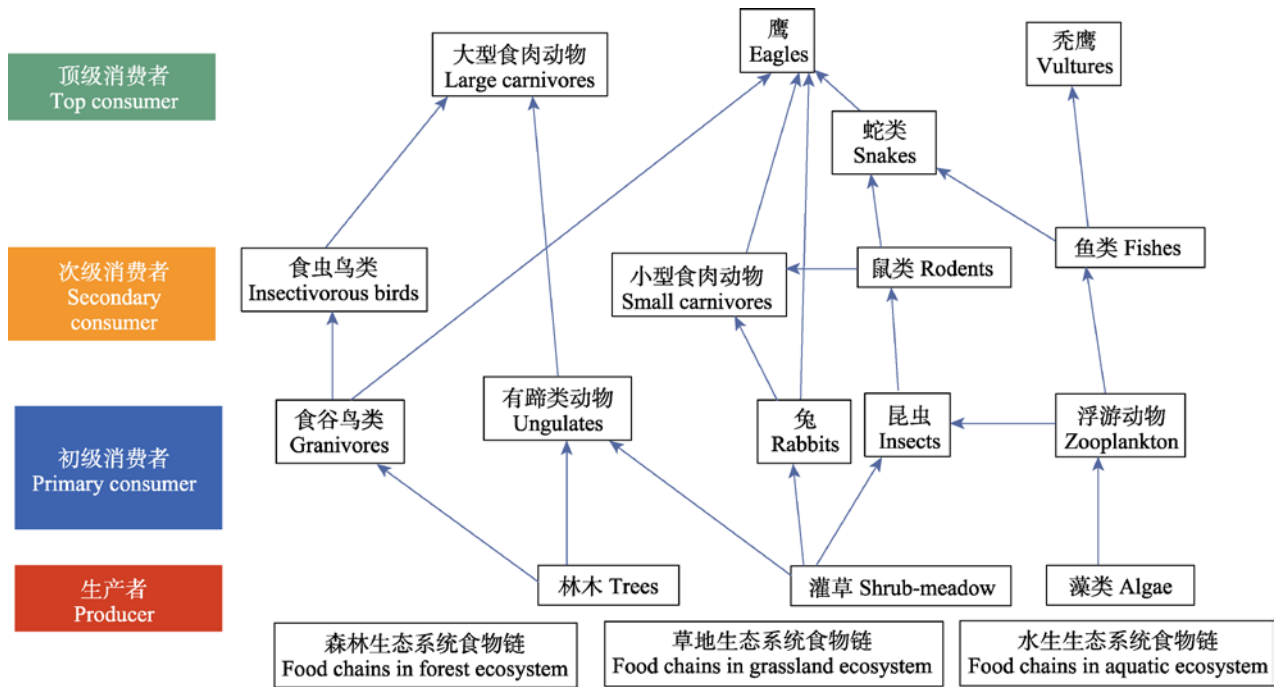 顶级消费者
Top consumer
大型食肉动物
Large carnivores
鹰
Eagles
秃鹰
Vultures
蛇类
Snakes
次级消费者
Secondary
consumer
食虫鸟类
Insectivorous birds
小型食肉动物
Small carnivores
鼠类 Rodents
鱼类 Fishes
初级消费者
Primary consumer
食谷鸟类
Granivores
有蹄类动物
Ungulates
兔
Rabbits
昆虫
Insects
浮游动物
Zooplankton
生产者
Producer
林木 Trees
灌草 Shrub-meadow
藻类 Algae
森林生态系统食物链
Food chains in forest ecosystem
草地生态系统食物链
Food chains in grassland ecosystem
水生生态系统食物链
Food chains in aquatic ecosystem